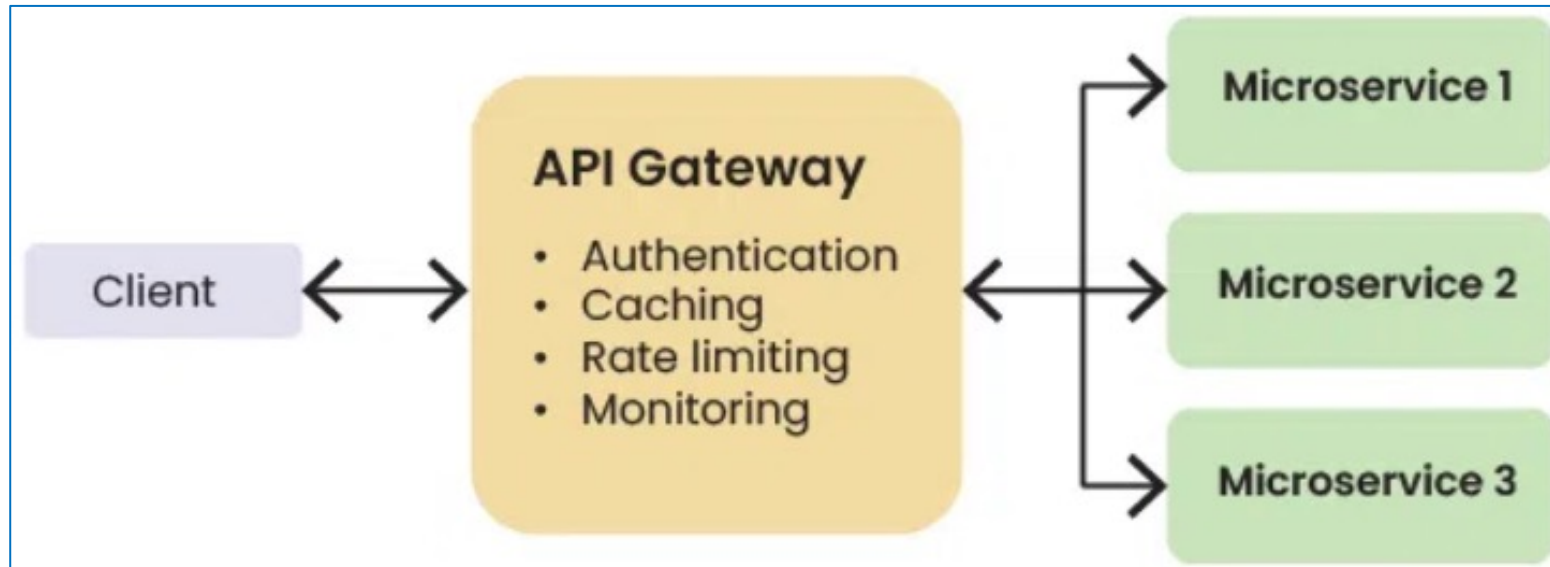 Client
API Gateway
• Authentication
• Caching
• Rate limiting
• Monitoring
Microservice 1
Microservice 2
Microservice 3